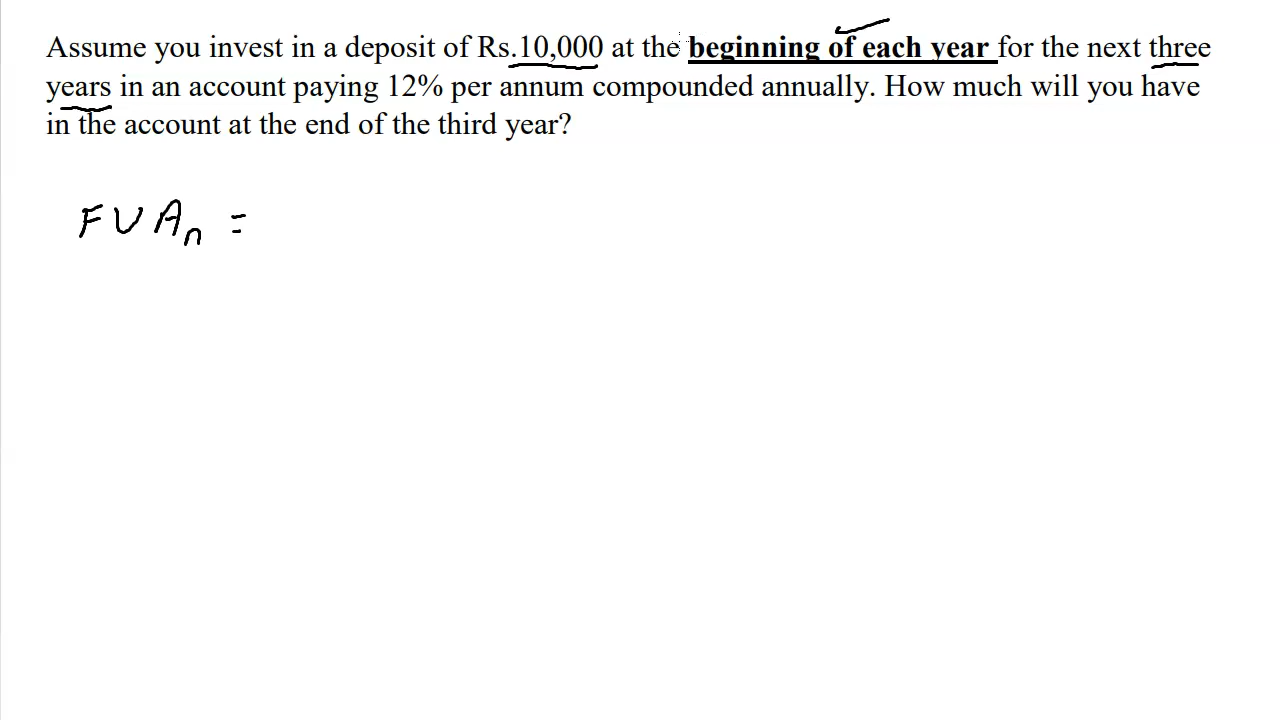 Assume you invest in a deposit of Rs.10,000 at the beginning of each year for the next three
years in an account paying 12% per annum compounded annually. How much will you have
in the account at the end of the third year?
FVAn =